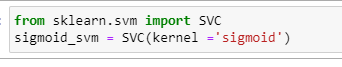 from sklearn.svm import SVC
sigmoid_svm = SVC(kernel ='sigmoid')